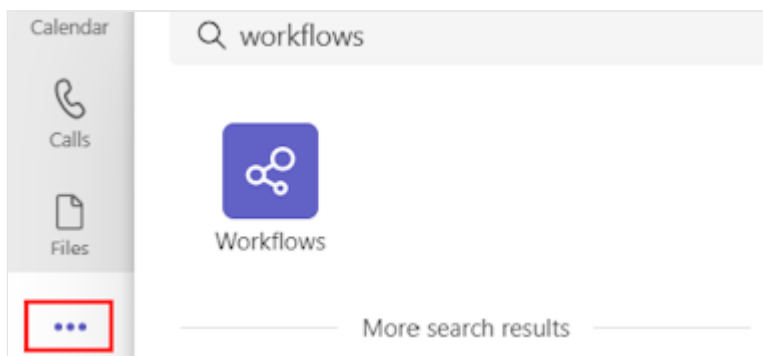 Calendar
workflows
Calls
Files
Workflows
More search results